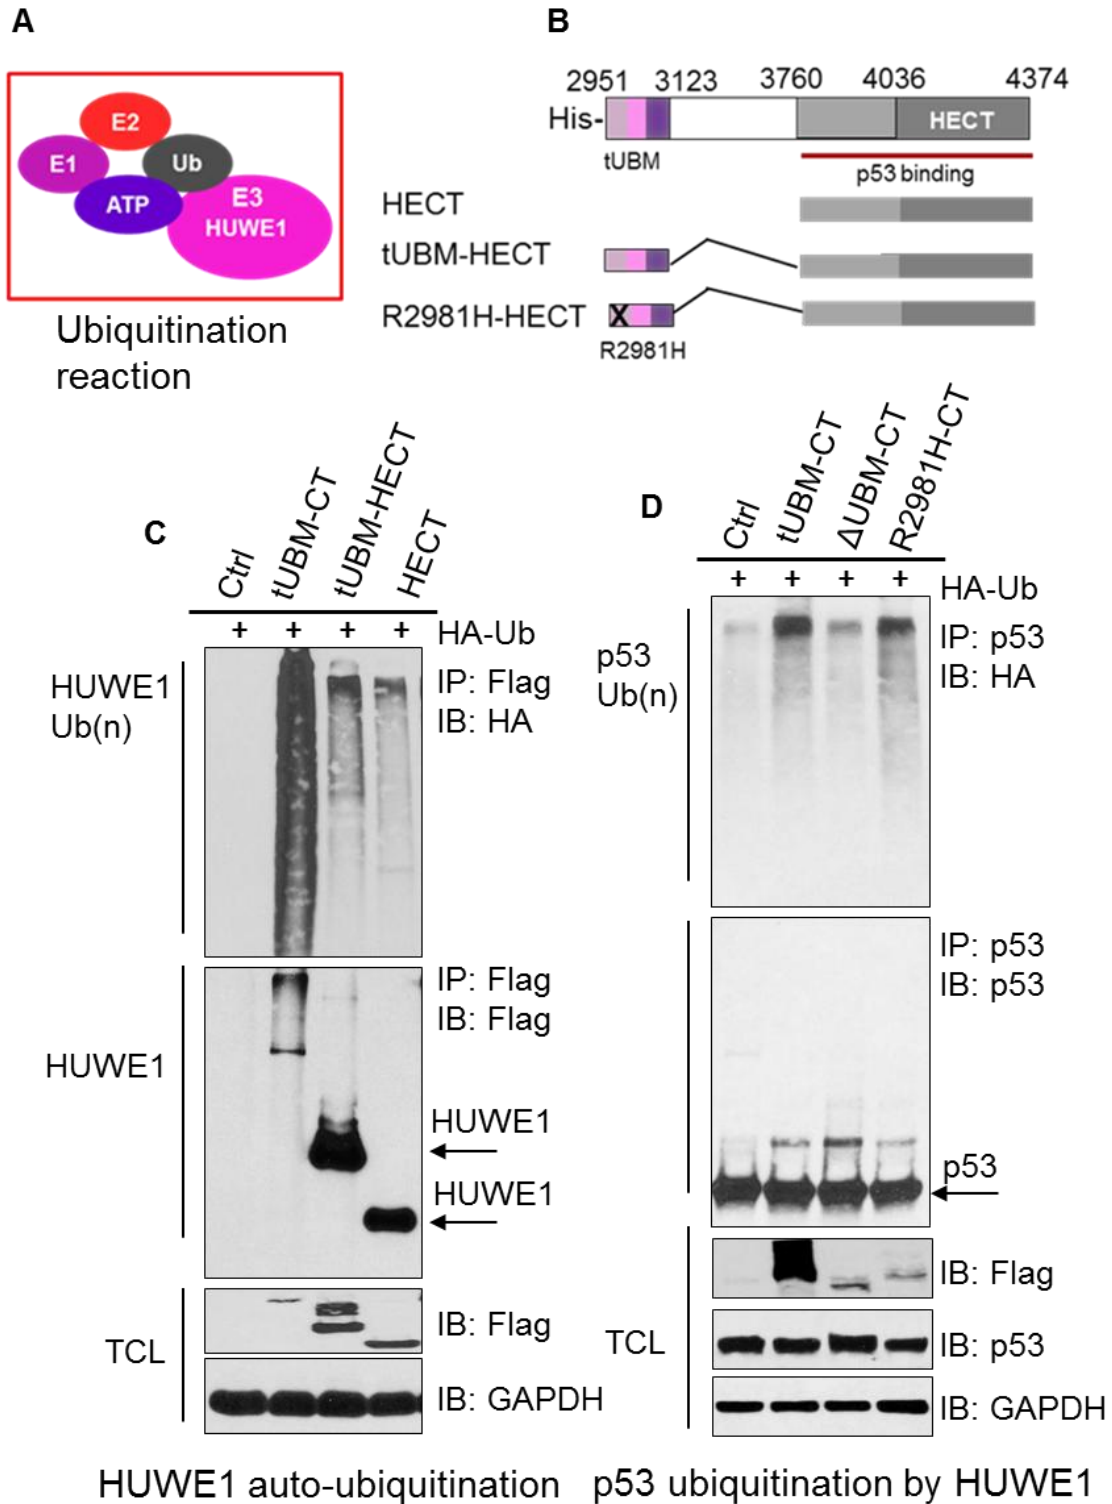 A
E2
E1
Ub
ATP
E3
HUWE1
Ubiquitination
reaction
B
2951 3123 3760 4036 4374
His-
HECT
tUBM
p53 binding
HECT
tUBM-HECT
R2981H-HECT
X
R2981H
C
Ctrl
tUBM-CT
tUBM-HECT
HECT
+ + + + HA-Ub
HUWE1
Ub(n)
IP: Flag
IB: HA
HUWE1
IP: Flag
IB: Flag
HUWE1
HUWE1
TCL
IB: Flag
IB: GAPDH
HUWE1 auto-ubiquitination
D
Ctrl
tUBM-CT
ΔUBM-CT
R2981H-CT
+ + + +
HA-Ub
p53
Ub(n)
IP: p53
IB: HA
IP: p53
IB: p53
p53
TCL
IB: Flag
IB: p53
IB: GAPDH
p53 ubiquitination by HUWE1